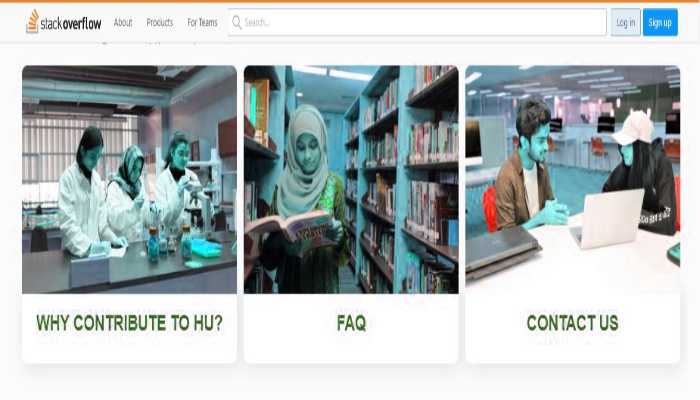 stackoverflow About Products For Teams Search... Log in Sign up
WHY CONTRIBUTE TO HU? FAQ CONTACT US